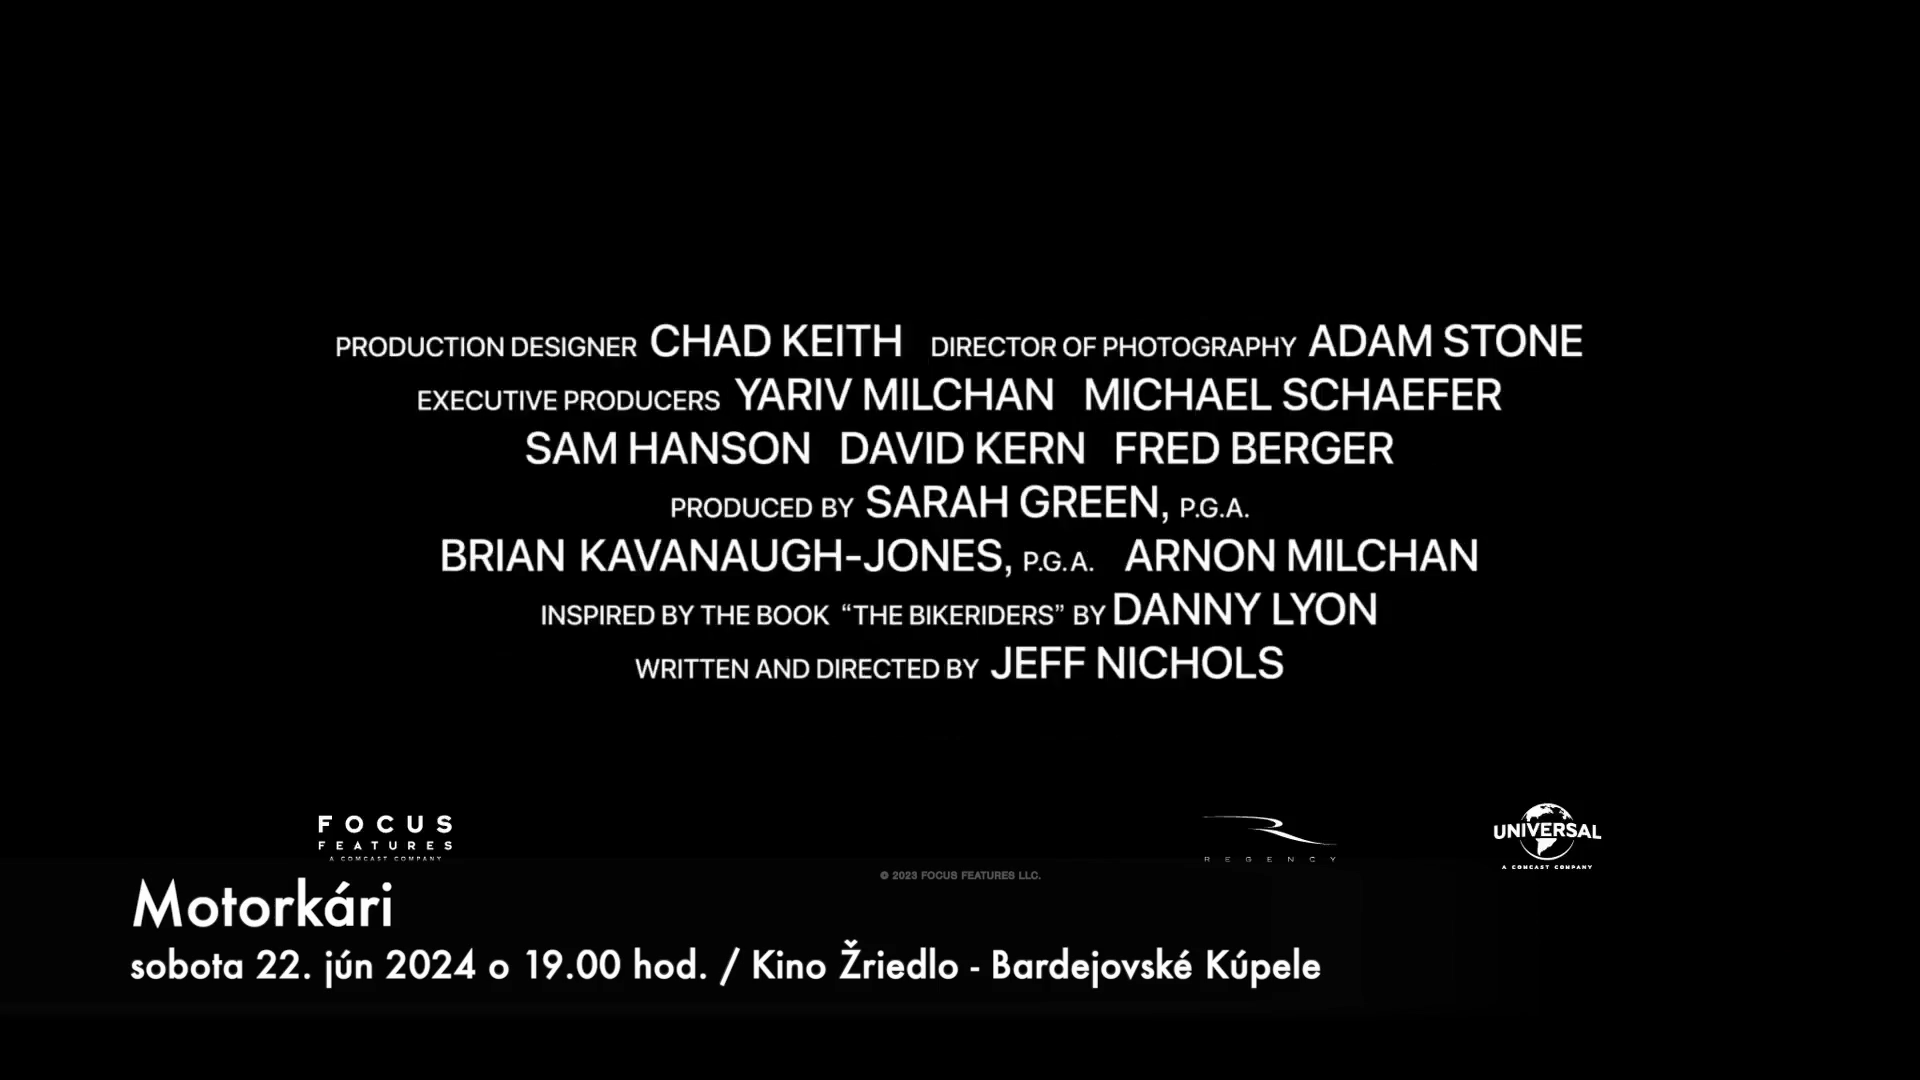 PRODUCTION DESIGNER CHAD KEITH DIRECTOR OF PHOTOGRAPHY ADAM STONE
EXECUTIVE PRODUCERS YARIV MILCHAN MICHAEL SCHAEFER
SAM HANSON DAVID KERN FRED BERGER
PRODUCED BY SARAH GREEN, P.G.A.
BRIAN KAVANAUGH-JONES, P.G.A. ARNON MILCHAN
INSPIRED BY THE BOOK “THE BIKERIDERS” BY DANNY LYON
WRITTEN AND DIRECTED BY JEFF NICHOLS
FOCUS
FEATURES
A COMCAST COMPANY
REGENCY
UNIVERSAL
A COMCAST COMPANY
© 2023 FOCUS FEATURES LLC.
Motorkári
sobota 22. jún 2024 o 19.00 hod. / Kino Žriedlo - Bardejovské Kúpele